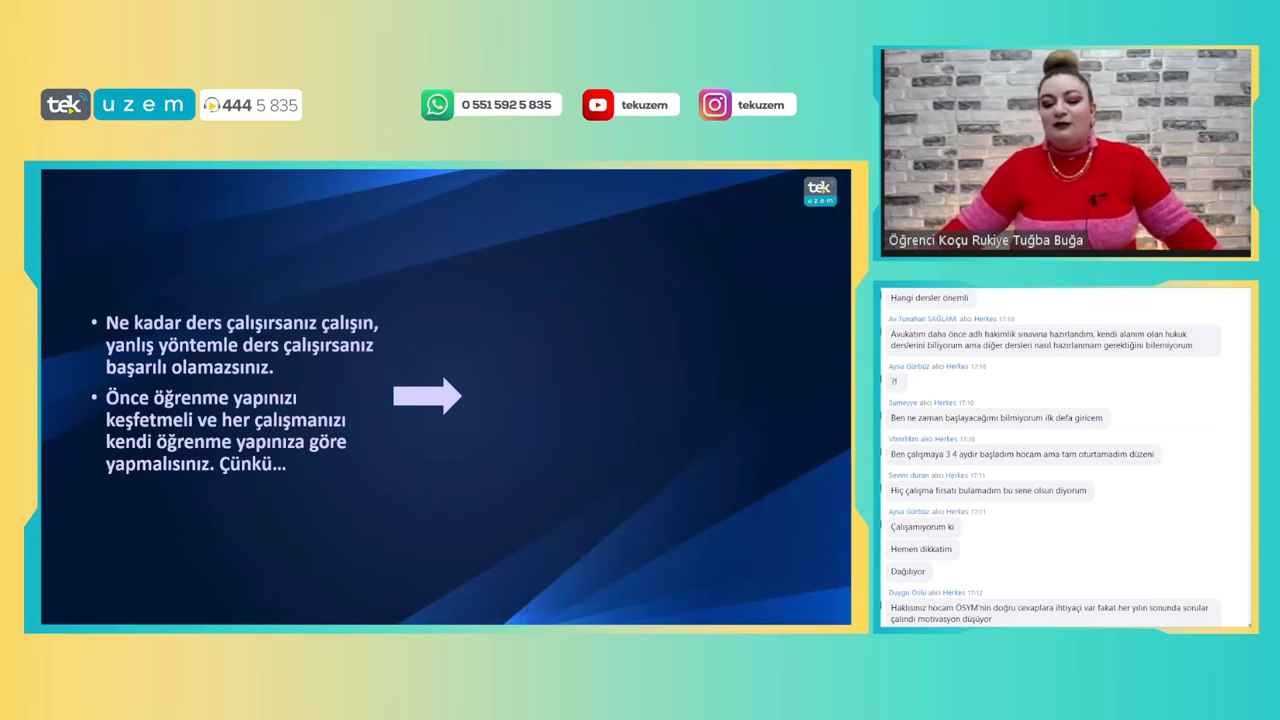 tek uzem 444 5 835
0 551 592 5 835
tekuzem
tekuzem
tek
uzem
• Ne kadar ders çalışırsanız çalışın,
yanlış yöntemle ders çalışırsanız
başarılı olamazsınız.
• Önce öğrenme yapınızı
keşfetmeli ve her çalışmanızı
kendi öğrenme yapınıza göre
yapmalısınız. Çünkü...
Öğrenci Koçu Rukiye Tuğba Buğa
Hangi dersler önemli
Av.Tunahan SAĞLAM. alıcı Herkes 17:10
Avukatım daha önce adli hakimlik sınavına hazırlandım, kendi alanım olan hukuk
derslerini biliyorum ama diğer dersleri nasıl hazırlanmam gerektiğini bilemiyorum
Aysu Gürbüz alıcı Herkes 17:10
?!
Sumeyye alıcı Herkes 17:10
Ben ne zaman başlayacağımı bilmiyorum ilk defa giricem
alıcı Herkes 17:10
Ben çalışmaya 3 4 aydir başladım hocam ama tam oturtamadim düzeni
Sevim duran alıcı Herkes 17:11
Hiç çalışma fırsatı bulamadım bu sene olsun diyorum
Aysu Gürbüz alıcı Herkes 17:11
Çalışamıyorum ki
Hemen dikkatim
Dağılıyor
Duygu Oslu alıcı Herkes 17:12
Haklısınız hocam ÖSYM'nin doğru cevaplara ihtiyaçi var fakat her yılın sonunda sorular
çalındı motivasyon düşüyor